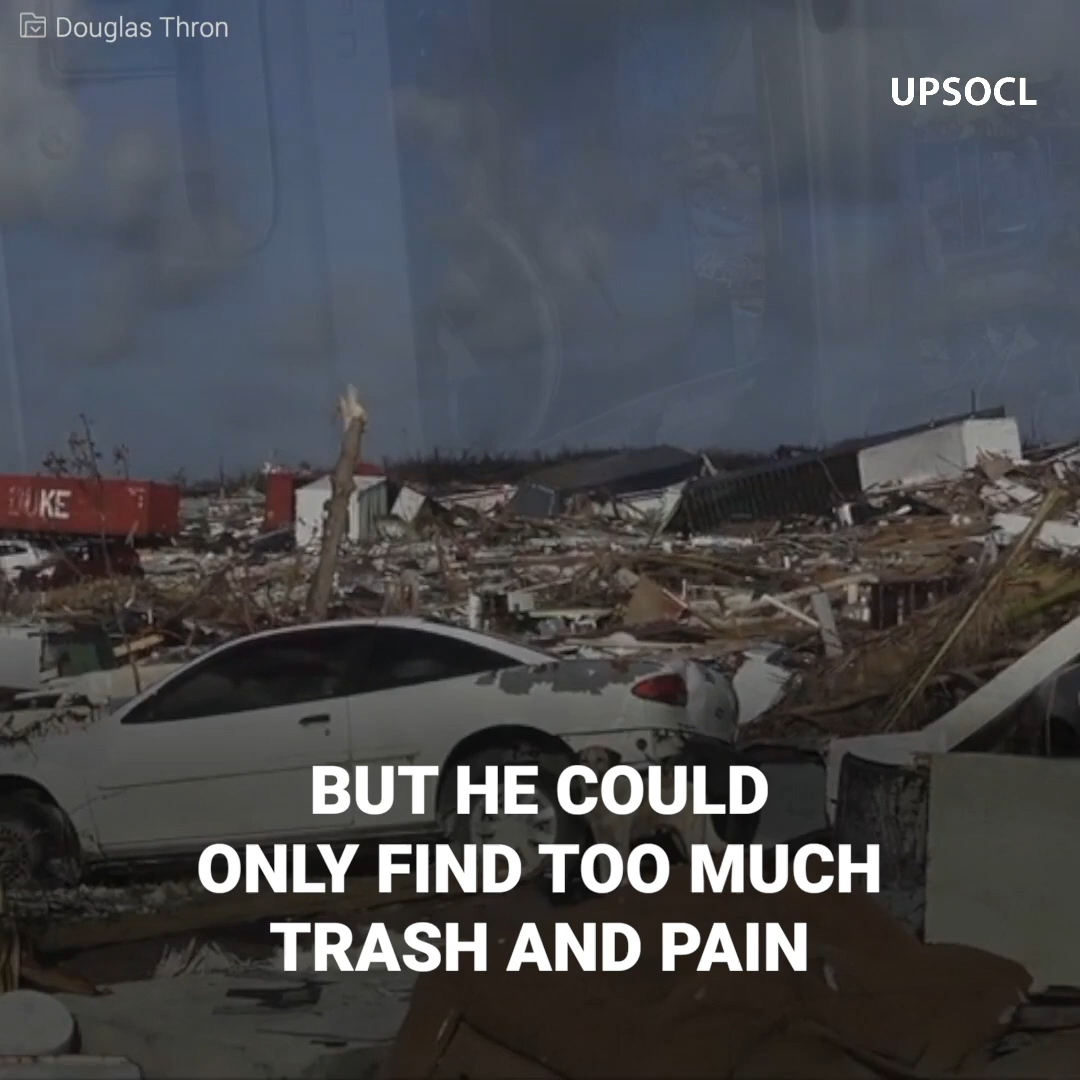 Douglas Thron
UPSOCL
DUKE
BUT HE COULD
ONLY FIND TOO MUCH
TRASH AND PAIN